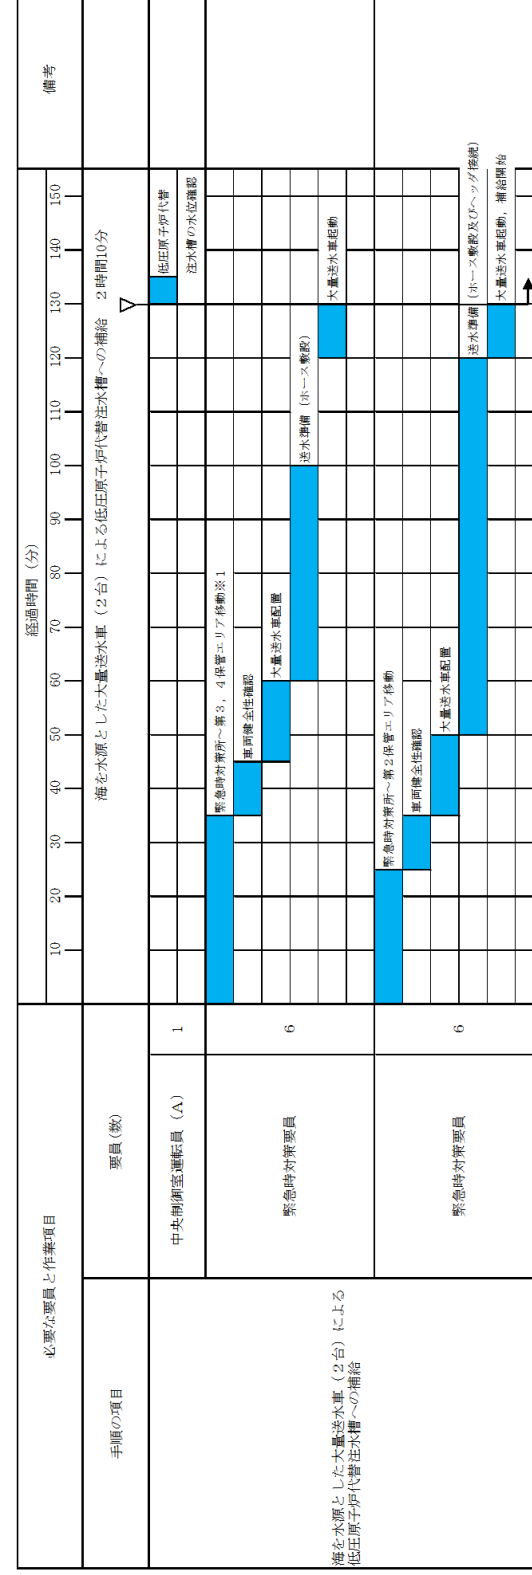 必要な要員と作業項目
経過時間（分）
備考
10 20 30 40 50 60 70 80 90 100 110 120 130 140 150
手順の項目
要員(数)
海を水源とした大量送水車（２台）による低圧原子炉代替注水槽への補給　２時間10分
海を水源とした大量送水車（２台）による
低圧原子炉代替注水槽への補給
中央制御室運転員（Ａ）
1
低圧原子炉代替
注水槽の水位確認
緊急時対策要員
6
緊急時対策所～第３，４保管エリア移動※１
車両健全性確認
大量送水車配置
送水準備（ホース敷設）
大量送水車起動
緊急時対策要員
6
緊急時対策所～第２保管エリア移動
車両健全性確認
大量送水車配置
送水準備（ホース敷設及びヘッダ接続）
大量送水車起動，補給開始